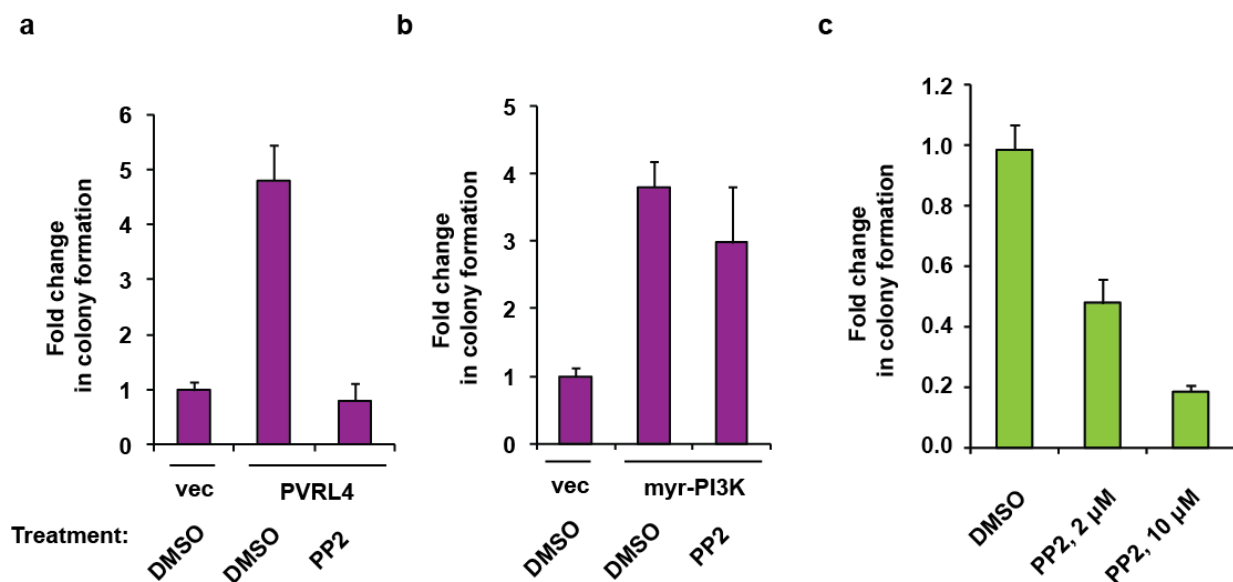 a
b
c
Fold change
in colony formation
6
5
4
3
2
1
0
vec
PVRL4
Treatment:
DMSO
DMSO
PP2
Fold change
in colony formation
5
4
3
2
1
0
vec
myr-PI3K
DMSO
DMSO
PP2
Fold change
in colony formation
1.2
1.0
0.8
0.6
0.4
0.2
0.0
DMSO
PP2, 2 µM
PP2, 10 µM